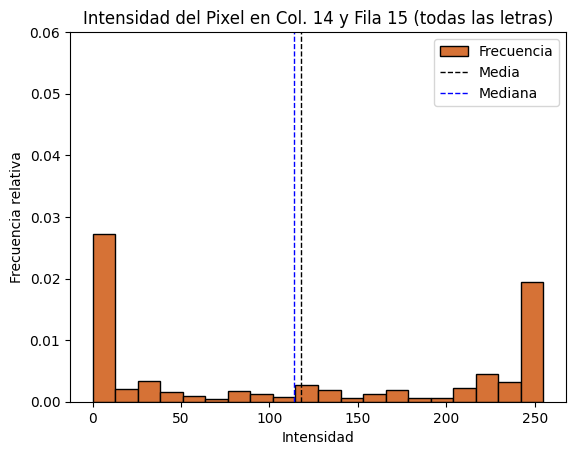 Intensidad del Pixel en Col. 14 y Fila 15 (todas las letras)
Frecuencia relativa
0.06
0.05
0.04
0.03
0.02
0.01
0.00
Frecuencia
Media
Mediana
0
50
100
150
200
250
Intensidad